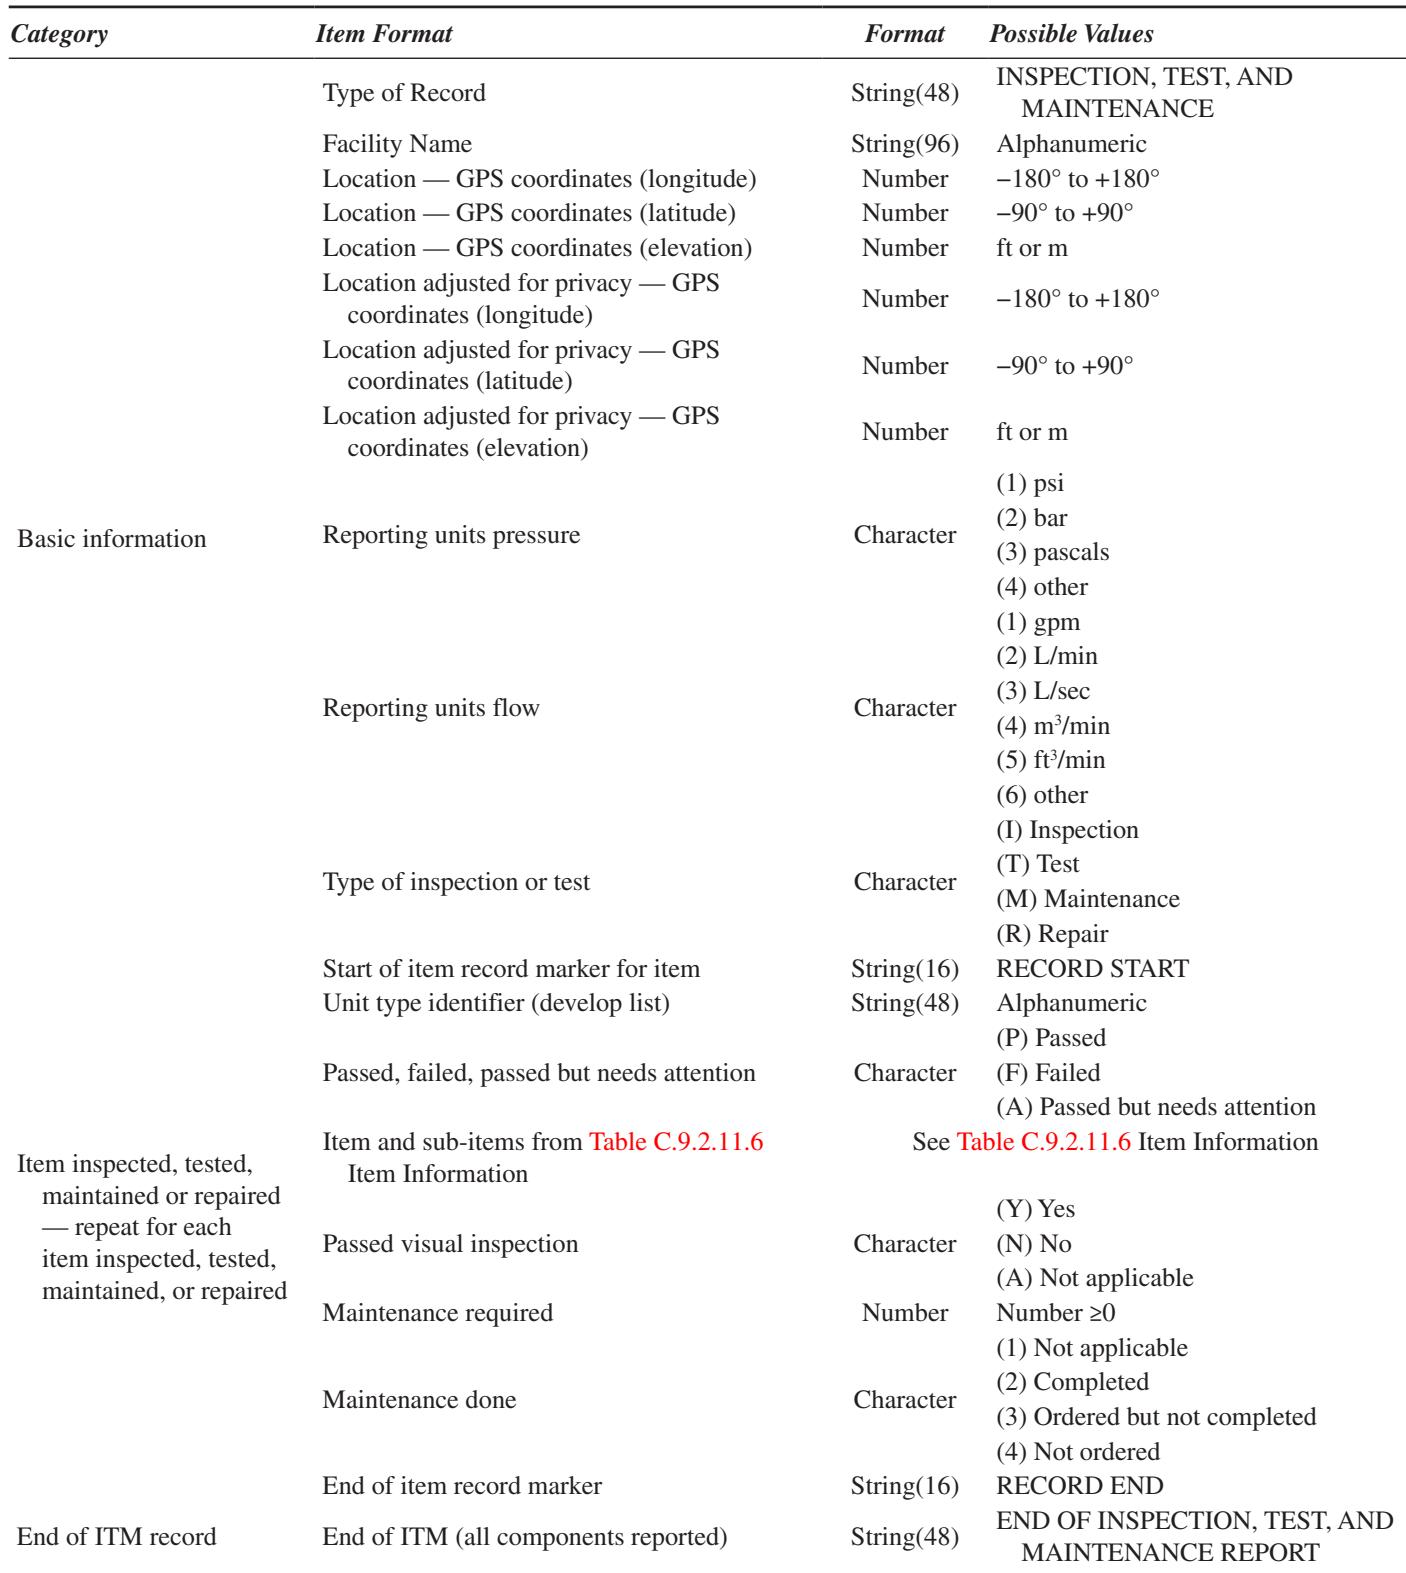 Category Item Format Format Possible Values
Type of Record String(48) INSPECTION, TEST, AND
MAINTENANCE
Facility Name String(96) Alphanumeric
Location — GPS coordinates (longitude) Number −180° to +180°
Location — GPS coordinates (latitude) Number −90° to +90°
Location — GPS coordinates (elevation) Number ft or m
Location adjusted for privacy — GPS
coordinates (longitude) Number −180° to +180°
Location adjusted for privacy — GPS
coordinates (latitude) Number −90° to +90°
Location adjusted for privacy — GPS
coordinates (elevation) Number ft or m
Basic information
Reporting units pressure Character
(1) psi
(2) bar
(3) pascals
(4) other
Reporting units flow Character
(1) gpm
(2) L/min
(3) L/sec
(4) m³/min
(5) ft³/min
(6) other
Type of inspection or test Character
(I) Inspection
(T) Test
(M) Maintenance
(R) Repair
Start of item record marker for item String(16) RECORD START
Unit type identifier (develop list) String(48) Alphanumeric
Passed, failed, passed but needs attention Character
(P) Passed
(F) Failed
(A) Passed but needs attention
Item inspected, tested,
maintained or repaired
— repeat for each
item inspected, tested,
maintained, or repaired
Item and sub-items from Table C.9.2.11.6 See Table C.9.2.11.6 Item Information
Item Information
Passed visual inspection Character
(Y) Yes
(N) No
(A) Not applicable
Maintenance required Number Number ≥0
Maintenance done Character
(1) Not applicable
(2) Completed
(3) Ordered but not completed
(4) Not ordered
End of item record marker String(16) RECORD END
End of ITM record End of ITM (all components reported) String(48) END OF INSPECTION, TEST, AND
MAINTENANCE REPORT